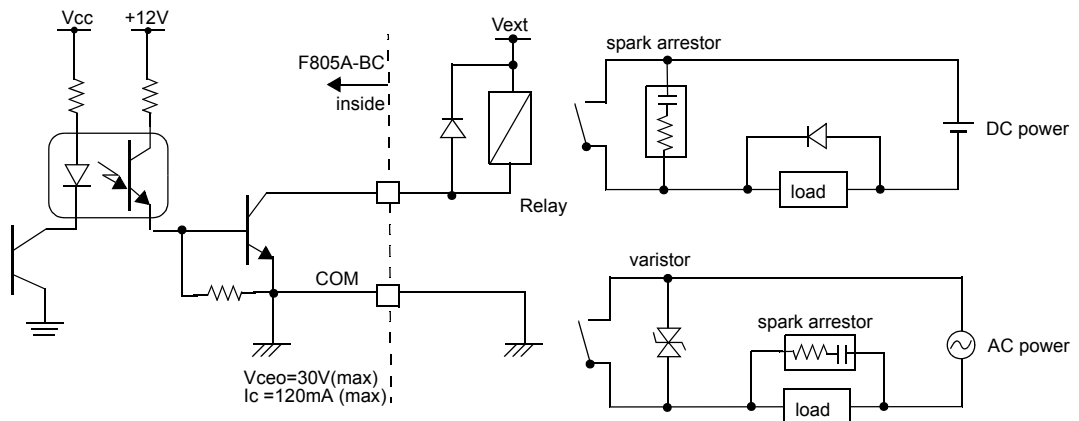 Vcc
+12V
F805A-BC
inside
Vext
Relay
COM
Vceo=30V(max)
Ic =120mA (max)
spark arrestor
DC power
load
varistor
spark arrestor
AC power
load